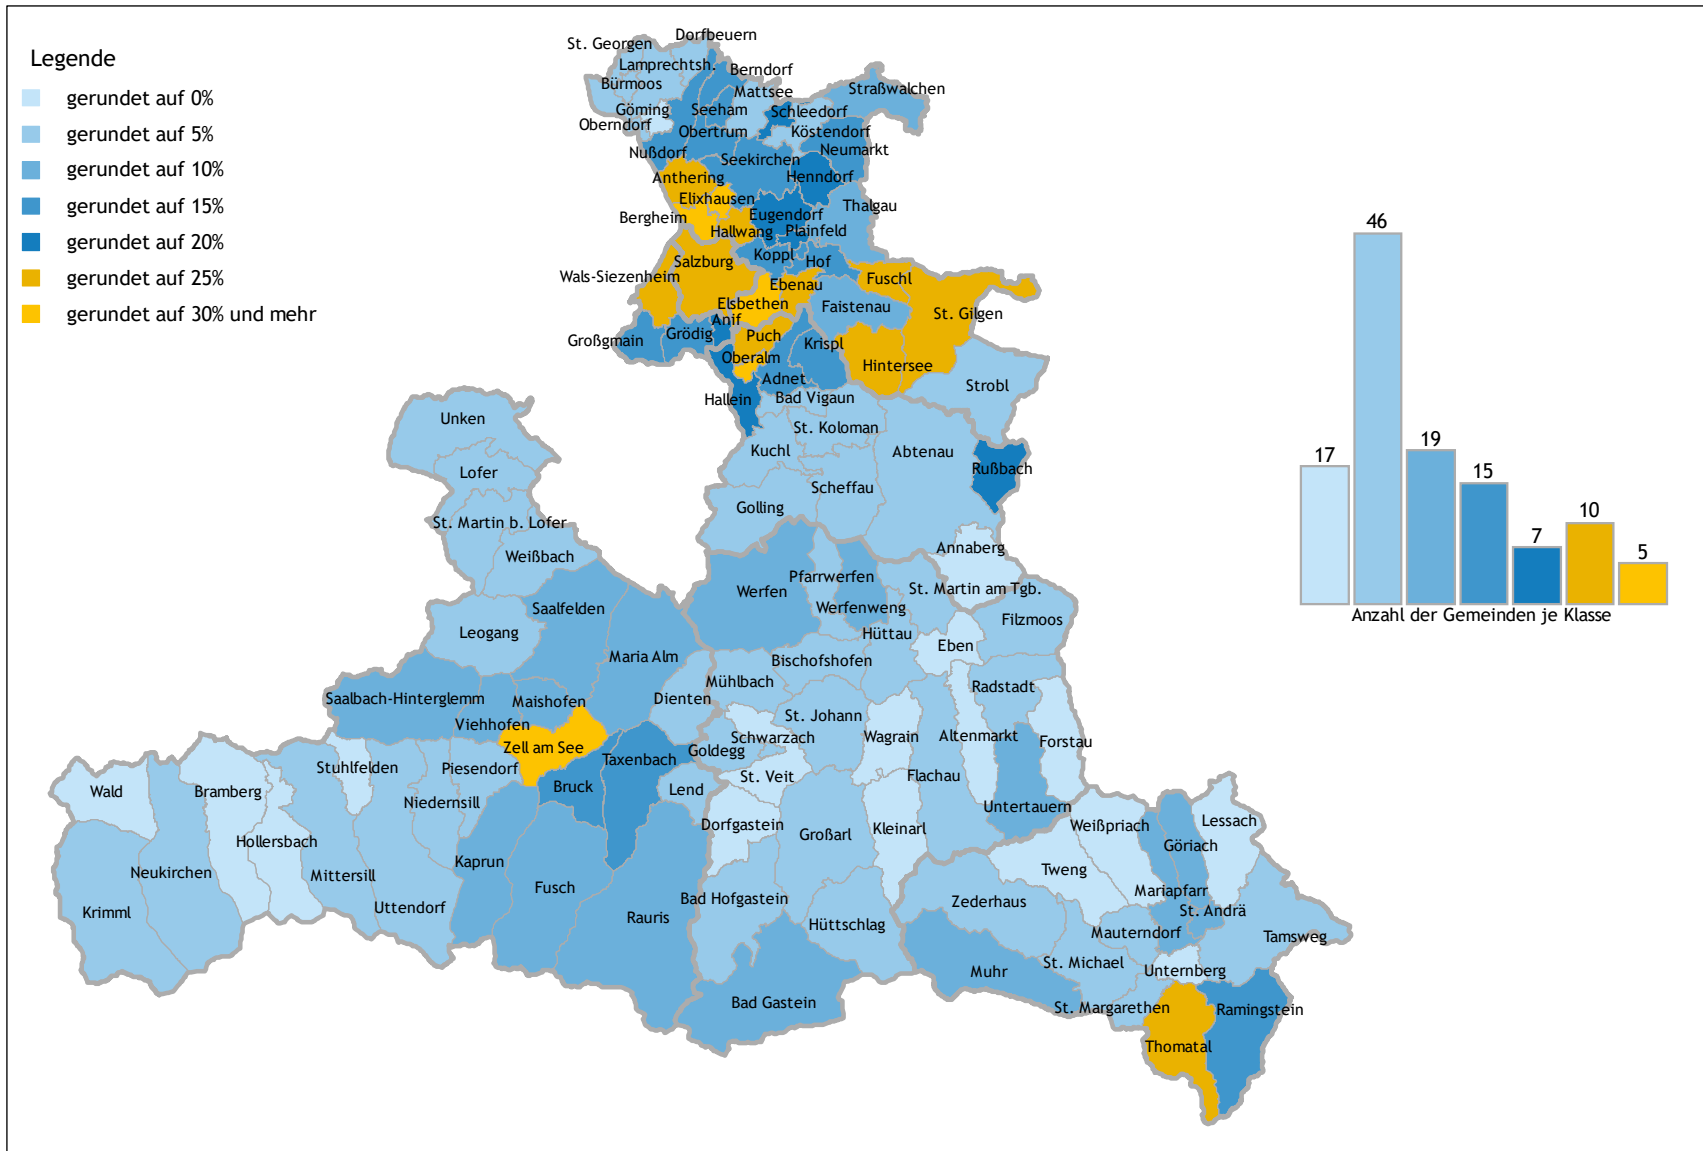 Legende
gerundet auf 0%
gerundet auf 5%
gerundet auf 10%
gerundet auf 15%
gerundet auf 20%
gerundet auf 25%
gerundet auf 30% und mehr
Dorfbeuern
St. Georgen
Lamprechtsh.
Berndorf
Bürmoos
Mattsee
Straßwalchen
Göming
Seeham
Schleedorf
Oberndorf
Obertrum
Köstendorf
Nußdorf
Seekirchen
Neumarkt
Anthering
Henndorf
Elixhausen
Thalgau
Bergheim
Eugendorf
Hallwang
Plainfeld
Salzburg
Koppl
Hof
Wals-Siezenheim
Ebenau
Fuschl
Elsbethen
Faistenau
St. Gilgen
Anif
Großgmain
Grödig
Puch
Krispl
Oberalm
Hintersee
Adnet
Strobl
Hallein
Bad Vigaun
Unken
St. Koloman
Kuchl
Abtenau
Lofer
Rußbach
Scheffau
Golling
St. Martin b. Lofer
Weißbach
Annaberg
Pfarrwerfen
Werfen
St. Martin am Tgb.
Saalfelden
Werfenweng
Filzmoos
Leogang
Hüttau
Eben
Maria Alm
Bischofshofen
Mühlbach
Radstadt
Saalbach-Hinterglemm
Maishofen
Dienten
St. Johann
Viehhofen
Schwarzach
Wagrain
Altenmarkt
Forstau
Zell am See
Goldegg
Taxenbach
Stuhlfelden
Piesendorf
St. Veit
Flachau
Wald
Bramberg
Bruck
Lend
Niedernsill
Untertauern
Dorfgastein
Kleinarl
Weißpriach
Lessach
Großarl
Hollersbach
Göriach
Kaprun
Tweng
Neukirchen
Mittersill
Fusch
Mariapfarr
Bad Hofgastein
Zederhaus
Krimml
Uttendorf
Rauris
St. Andrä
Hüttschlag
Mauterndorf
Tamsweg
St. Michael
Muhr
Unternberg
Bad Gastein
St. Margarethen
Ramingstein
Thomatal
17
46
19
15
7
10
5
Anzahl der Gemeinden je Klasse